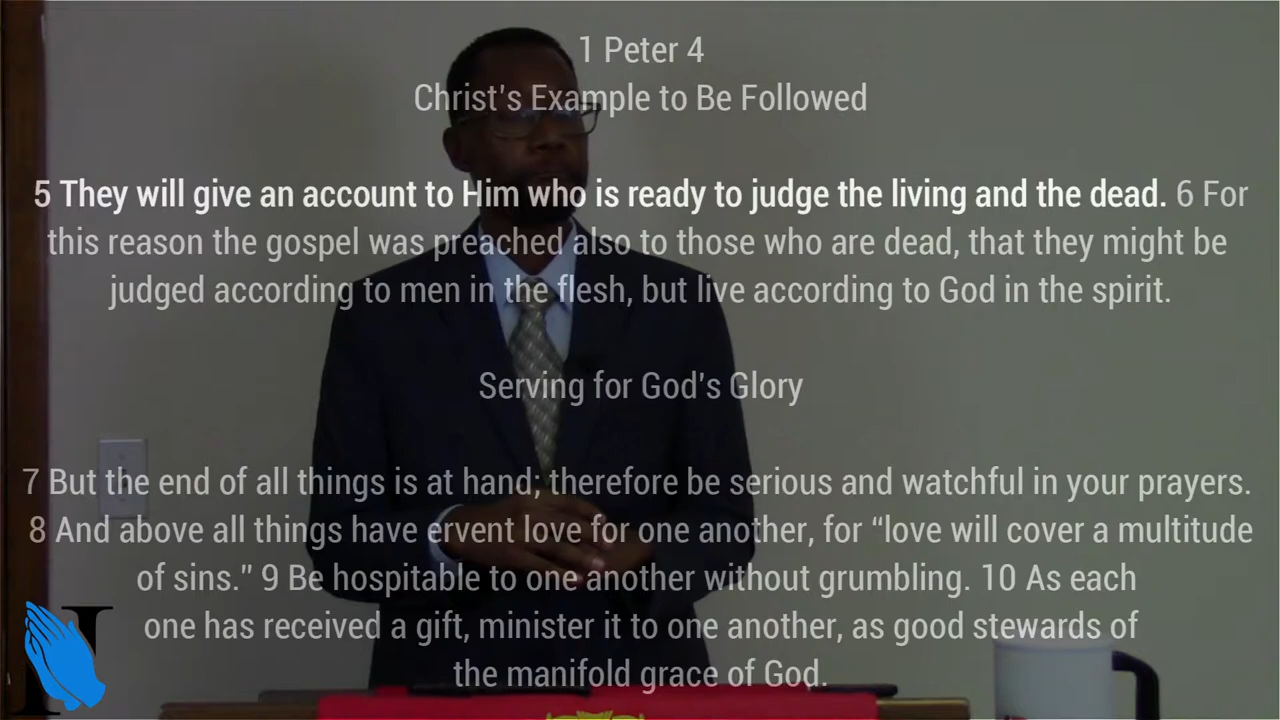 1 Peter 4
Christ's Example to Be Followed
5 They will give an account to Him who is ready to judge the living and the dead. 6 For
this reason the gospel was preached also to those who are dead, that they might be
judged according to men in the flesh, but live according to God in the spirit.
Serving for God's Glory
7 But the end of all things is at hand; therefore be serious and watchful in your prayers.
8 And above all things have ervent love for one another, for “love will cover a multitude
of sins.” 9 Be hospitable to one another without grumbling. 10 As each
one has received a gift, minister it to one another, as good stewards of
the manifold grace of God.